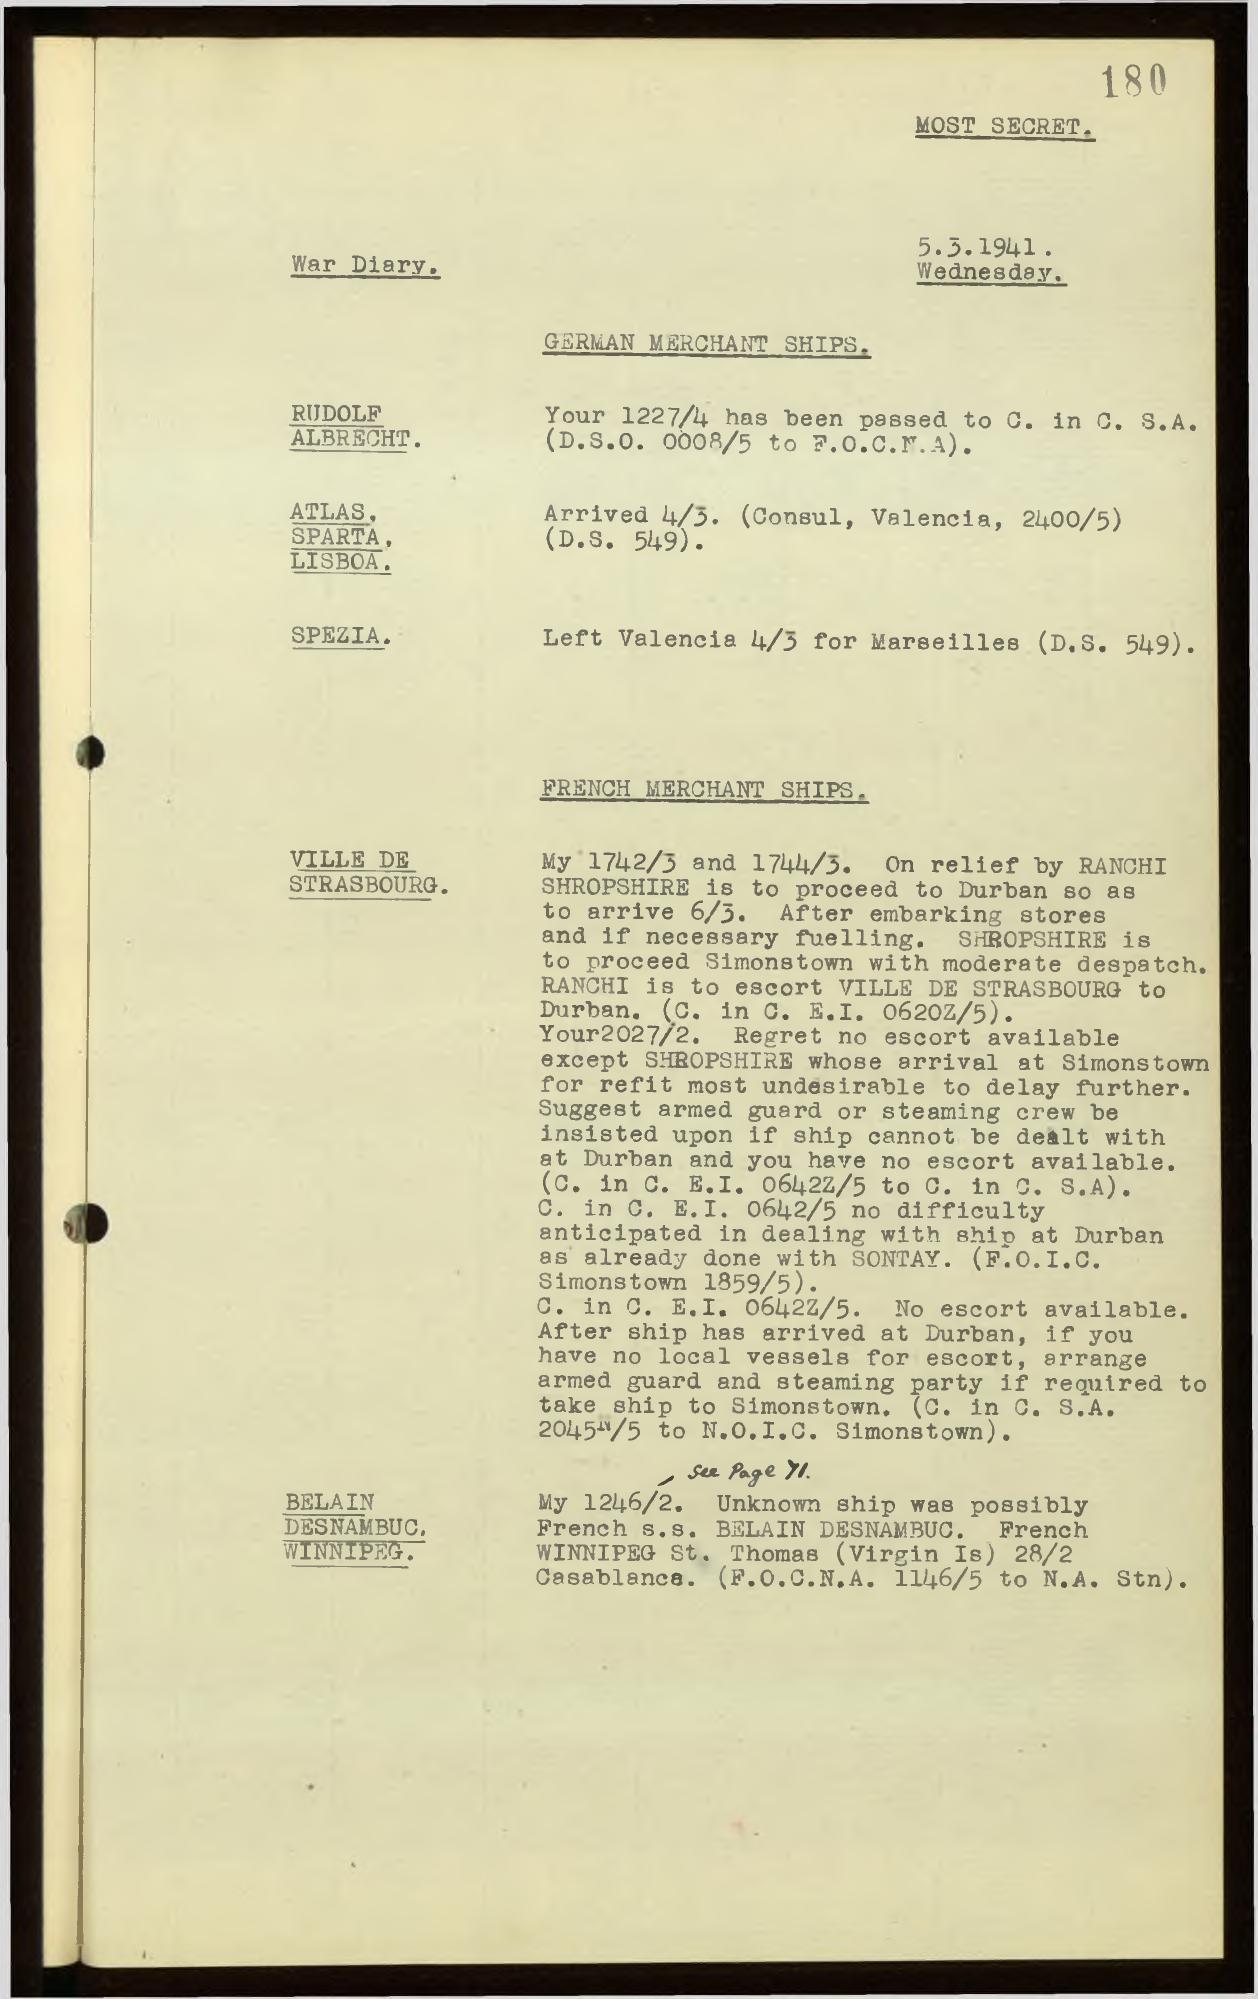 180
MOST SECRET.
War Diary.
5.3.1941.
Wednesday.
GERMAN MERCHANT SHIPS.
RUDOLF
ALBRECHT.
Your 1227/4 has been passed to C. in C. S.A.
(D.S.O. 0008/5 to F.O.C.N.A).
ATLAS,
SPARTA,
LISBOA.
Arrived 4/3. (Consul, Valencia, 2400/5)
(D.S. 549).
SPEZIA.
Left Valencia 4/3 for Marseilles (D.S. 549).
FRENCH MERCHANT SHIPS.
VILLE DE
STRASBOURG.
My 1742/3 and 1744/3. On relief by RANCHI
SHROPSHIRE is to proceed to Durban so as
to arrive 6/3. After embarking stores
and if necessary fuelling. SHROPSHIRE is
to proceed Simonstown with moderate despatch.
RANCHI is to escort VILLE DE STRASBOURG to
Durban. (C. in C. E.I. 0620Z/5).
Your2027/2. Regret no escort available
except SHROPSHIRE whose arrival at Simonstown
for refit most undesirable to delay further.
Suggest armed guard or steaming crew be
insisted upon if ship cannot be dealt with
at Durban and you have no escort available.
(C. in C. E.I. 0642Z/5 to C. in C. S.A).
C. in C. E.I. 0642/5 no difficulty
anticipated in dealing with ship at Durban
as already done with SONTAY. (F.O.I.C.
Simonstown 1859/5).
C. in C. E.I. 0642Z/5. No escort available.
After ship has arrived at Durban, if you
have no local vessels for escort, arrange
armed guard and steaming party if required to
take ship to Simonstown. (C. in C. S.A.
2045N/5 to N.O.I.C. Simonstown).
See Page 71.
BELAIN
DESNAMBUC.
WINNIPEG.
My 1246/2. Unknown ship was possibly
French s.s. BELAIN DESNAMBUC. French
WINNIPEG St. Thomas (Virgin Is) 28/2
Casablanca. (F.O.C.N.A. 1146/5 to N.A. Stn).